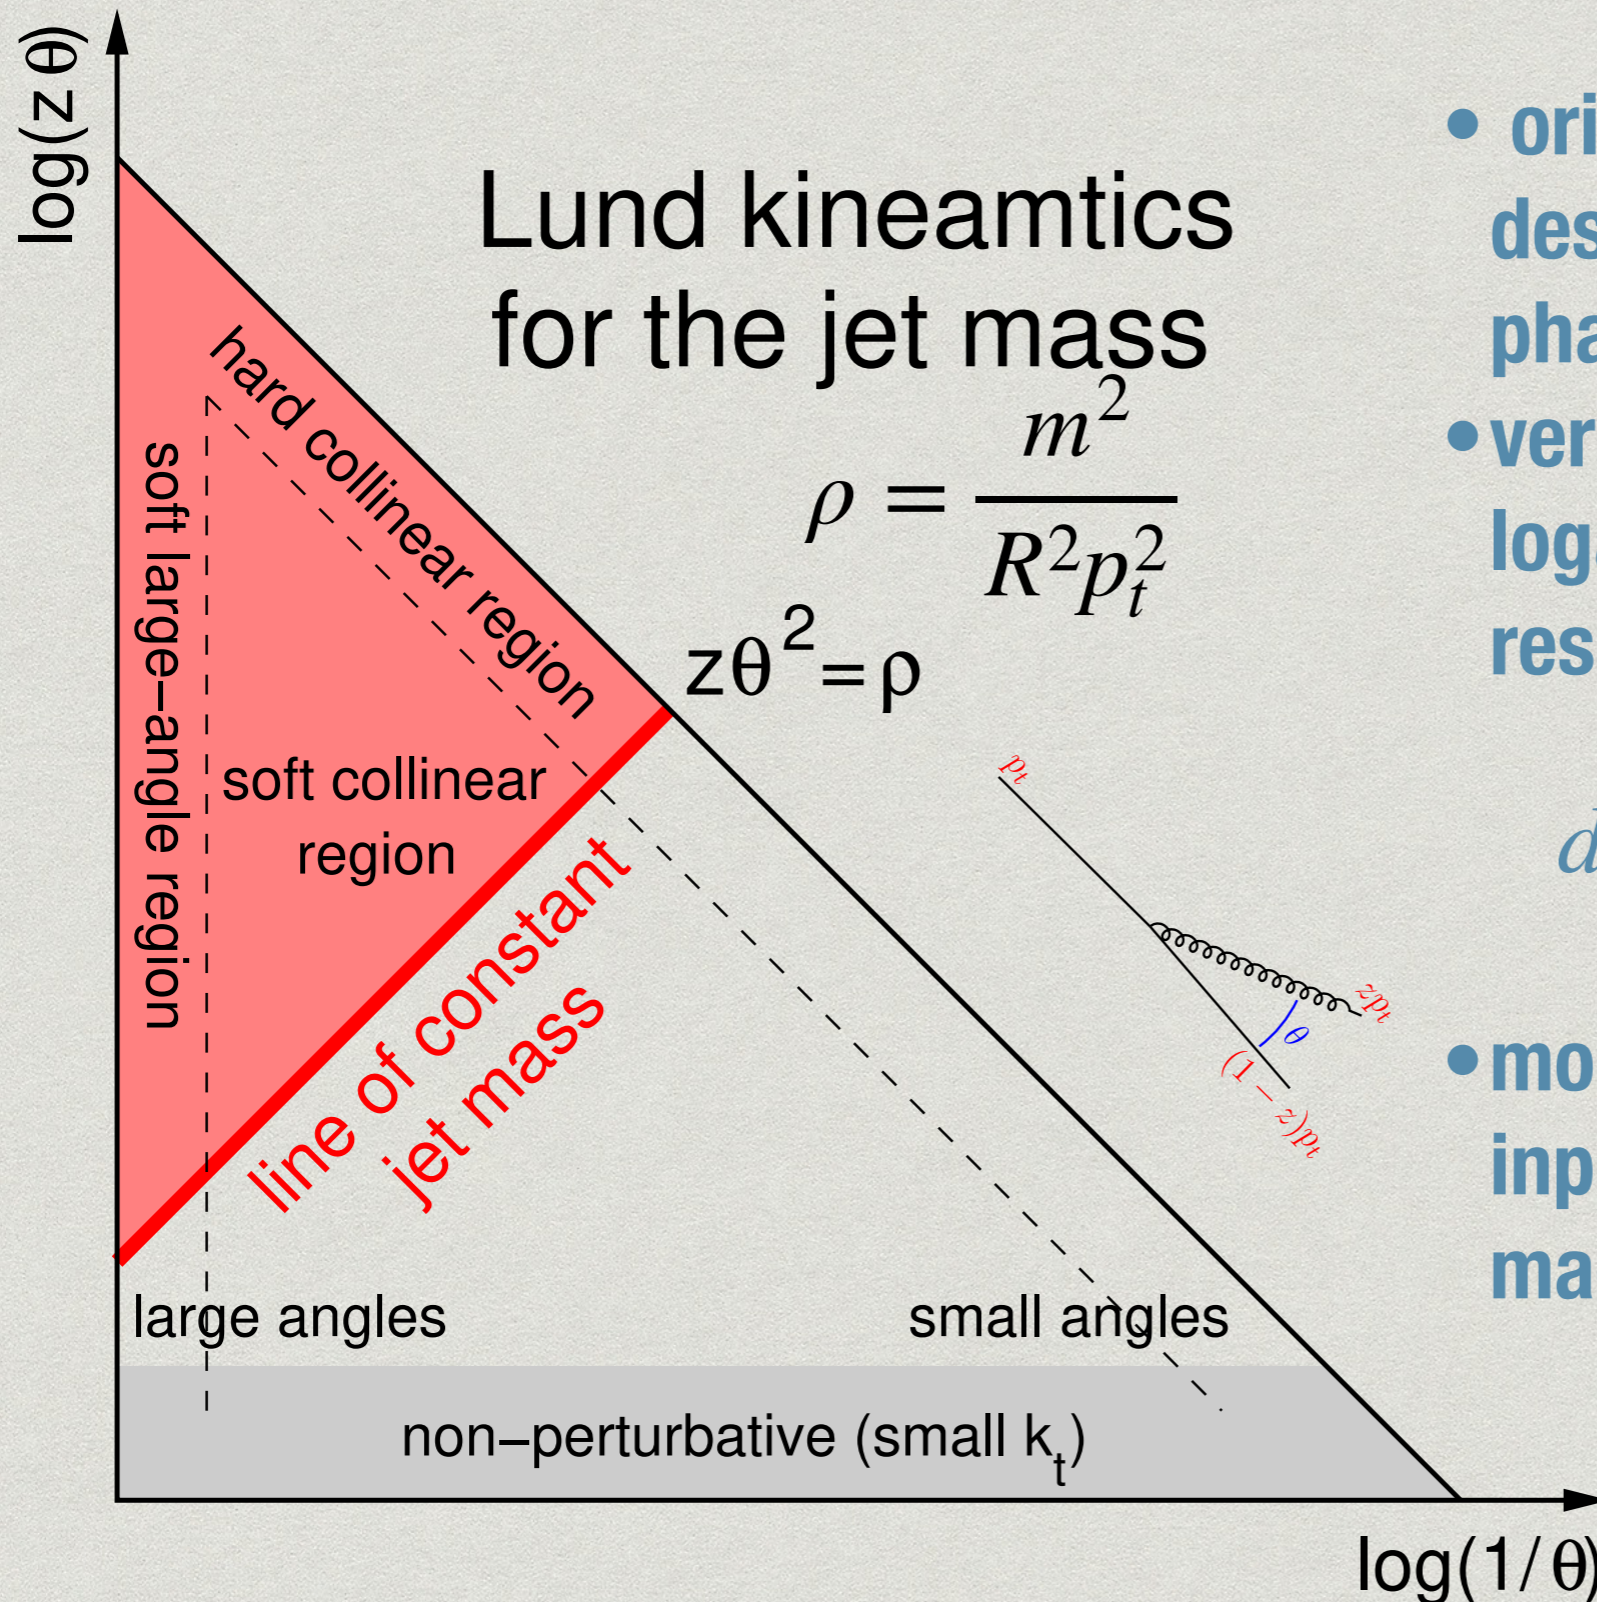 log(z θ)
Lund kineamtics
for the jet mass
ρ = m² / R²pₜ²
zθ²=ρ
hard collinear region
soft large–angle region
soft collinear
region
line of constant
jet mass
pₜ
zpₜ
θ
(1 − z)pₜ
large angles
small angles
non–perturbative (small kₜ)
log(1/θ)
• ori
des
pha
• ver
log
res
d
• mo
inp
ma